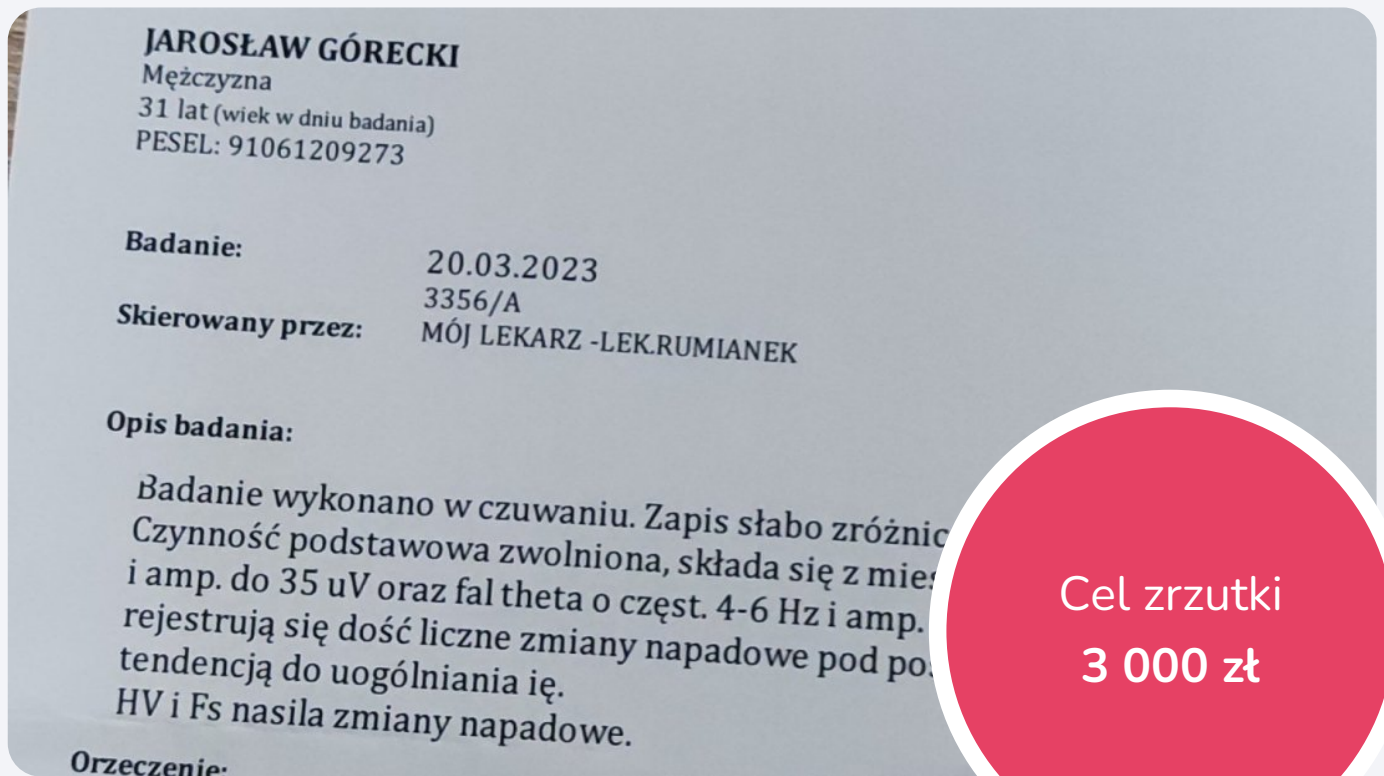 JAROSŁAW GÓRECKI
Mężczyzna
31 lat (wiek w dniu badania)
PESEL: 91061209273
Badanie:
20.03.2023
3356/A
Skierowany przez:
MÓJ LEKARZ -LEK.RUMIANEK
Opis badania:
Badanie wykonano w czuwaniu. Zapis słabo zróżnic
Czynność podstawowa zwolniona, składa się z mies
i amp. do 35 uV oraz fal theta o częst. 4-6 Hz i amp.
rejestrują się dość liczne zmiany napadowe pod pos
tendencją do uogólniania ię.
HV i Fs nasila zmiany napadowe.
Orzeczenie:
Cel zrzutki
3 000 zł